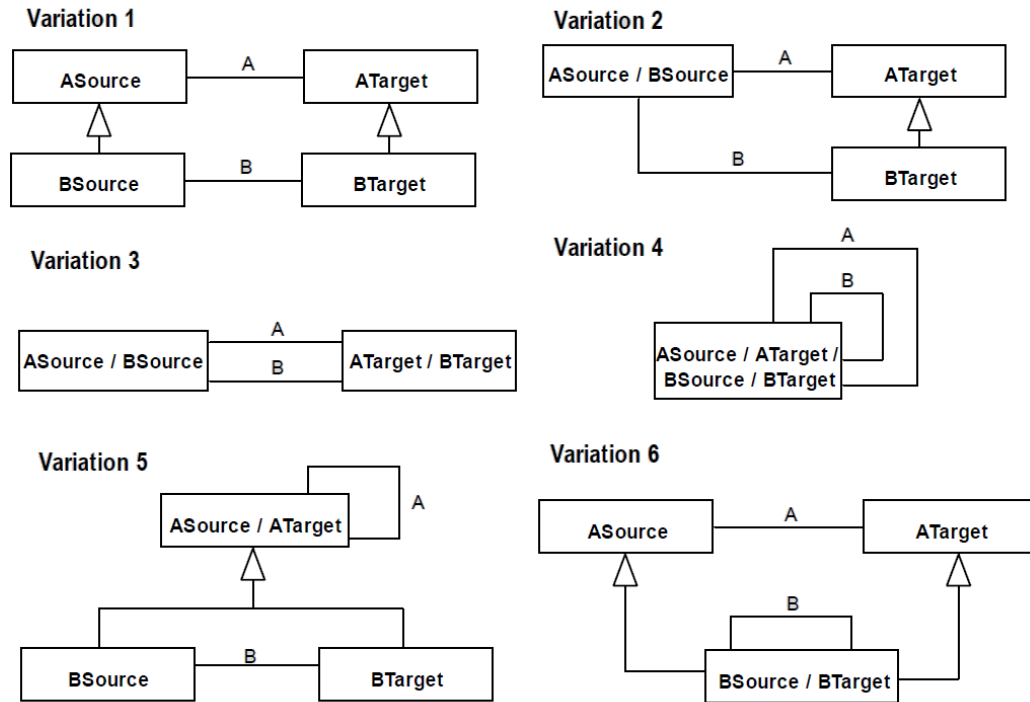 Variation 1
A
ASource
ATarget
B
BSource
BTarget
Variation 2
A
ASource / BSource
ATarget
B
BTarget
Variation 3
A
ASource / BSource
ATarget / BTarget
B
Variation 4
A
B
ASource / ATarget /
BSource / BTarget
Variation 5
ASource / ATarget
A
BSource
B
BTarget
Variation 6
A
ASource
ATarget
B
BSource / BTarget